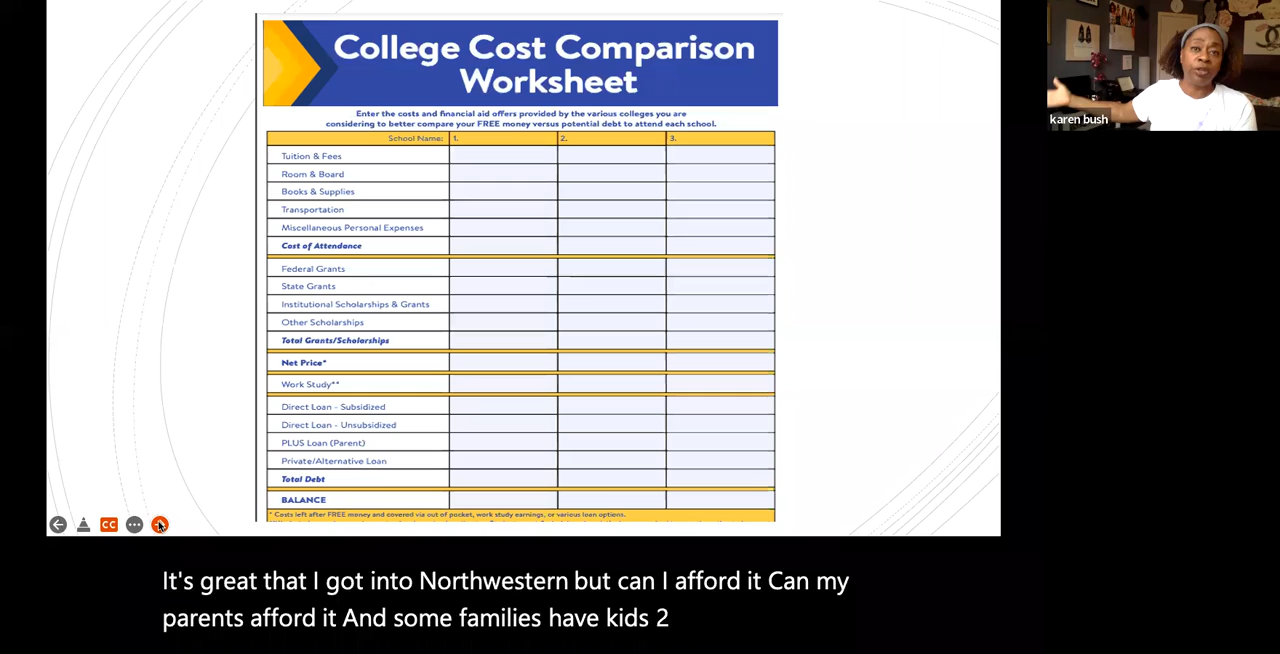 College Cost Comparison
Worksheet
Enter the costs and financial aid offers provided by the various colleges you are
considering to better compare your FREE money versus potential debt to attend each school.
School Name: 1. 2. 3.
Tuition & Fees
Room & Board
Books & Supplies
Transportation
Miscellaneous Personal Expenses
Cost of Attendance
Federal Grants
State Grants
Institutional Scholarships & Grants
Other Scholarships
Total Grants/Scholarships
Net Price*
Work Study**
Direct Loan - Subsidized
Direct Loan - Unsubsidized
PLUS Loan (Parent)
Private/Alternative Loan
Total Debt
BALANCE
* Costs left after FREE money and covered via out of pocket, work study earnings, or various loan options.
CC
karen bush
It's great that I got into Northwestern but can I afford it Can my
parents afford it And some families have kids 2